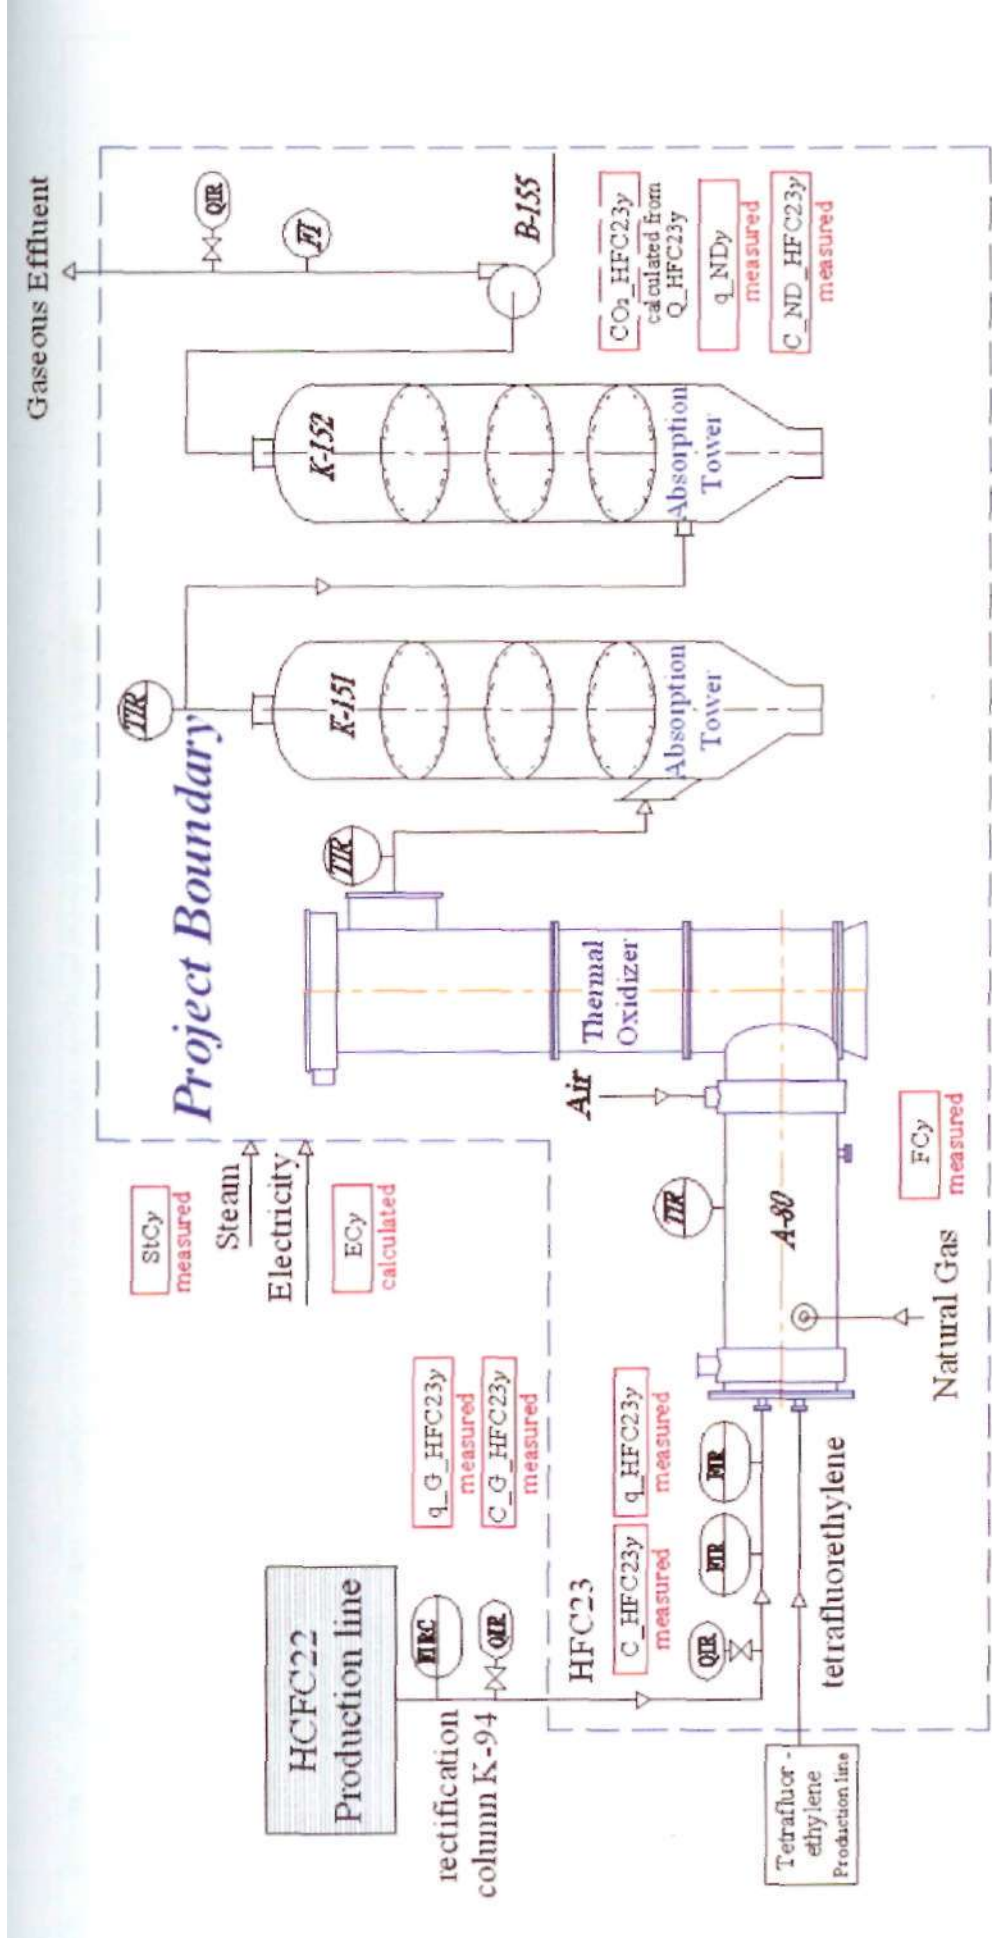 HCFC22
Production line
rectification
column K-94
FIRC
QIR
q_G_HFC23y
measured
C_G_HFC23y
measured
StCy
measured
Steam
Electricity
ECy
calculated
Project Boundary
HFC23
C_HFC23y
measured
q_HFC23y
measured
QIR
FIR
FIR
Tetrafluor -
ethylene
Production line
tetrafluorethylene
Natural Gas
FCy
measured
A-80
TIR
Air
Thermal
Oxidizer
TIR
TIR
K-151
Absorption
Tower
K-152
Absorption
Tower
B-155
FI
QIR
Gaseous Effluent
CO₂_HFC23y
calculated from
Q_HFC23y
q_NDy
measured
C_ND_HFC23y
measured